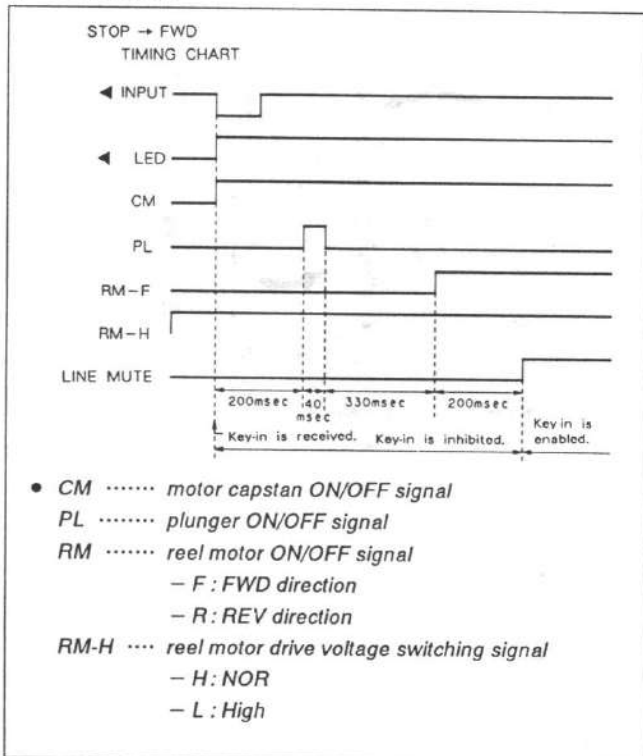 STOP → FWD
TIMING CHART
◀ INPUT
◀ LED
CM
PL
RM-F
RM-H
LINE MUTE
200msec 40 msec 330msec 200msec
Key-in is received. Key-in is inhibited. Key in is enabled.
● CM ······· motor capstan ON/OFF signal
PL ········ plunger ON/OFF signal
RM ······· reel motor ON/OFF signal
– F : FWD direction
– R : REV direction
RM-H ···· reel motor drive voltage switching signal
– H : NOR
– L : High